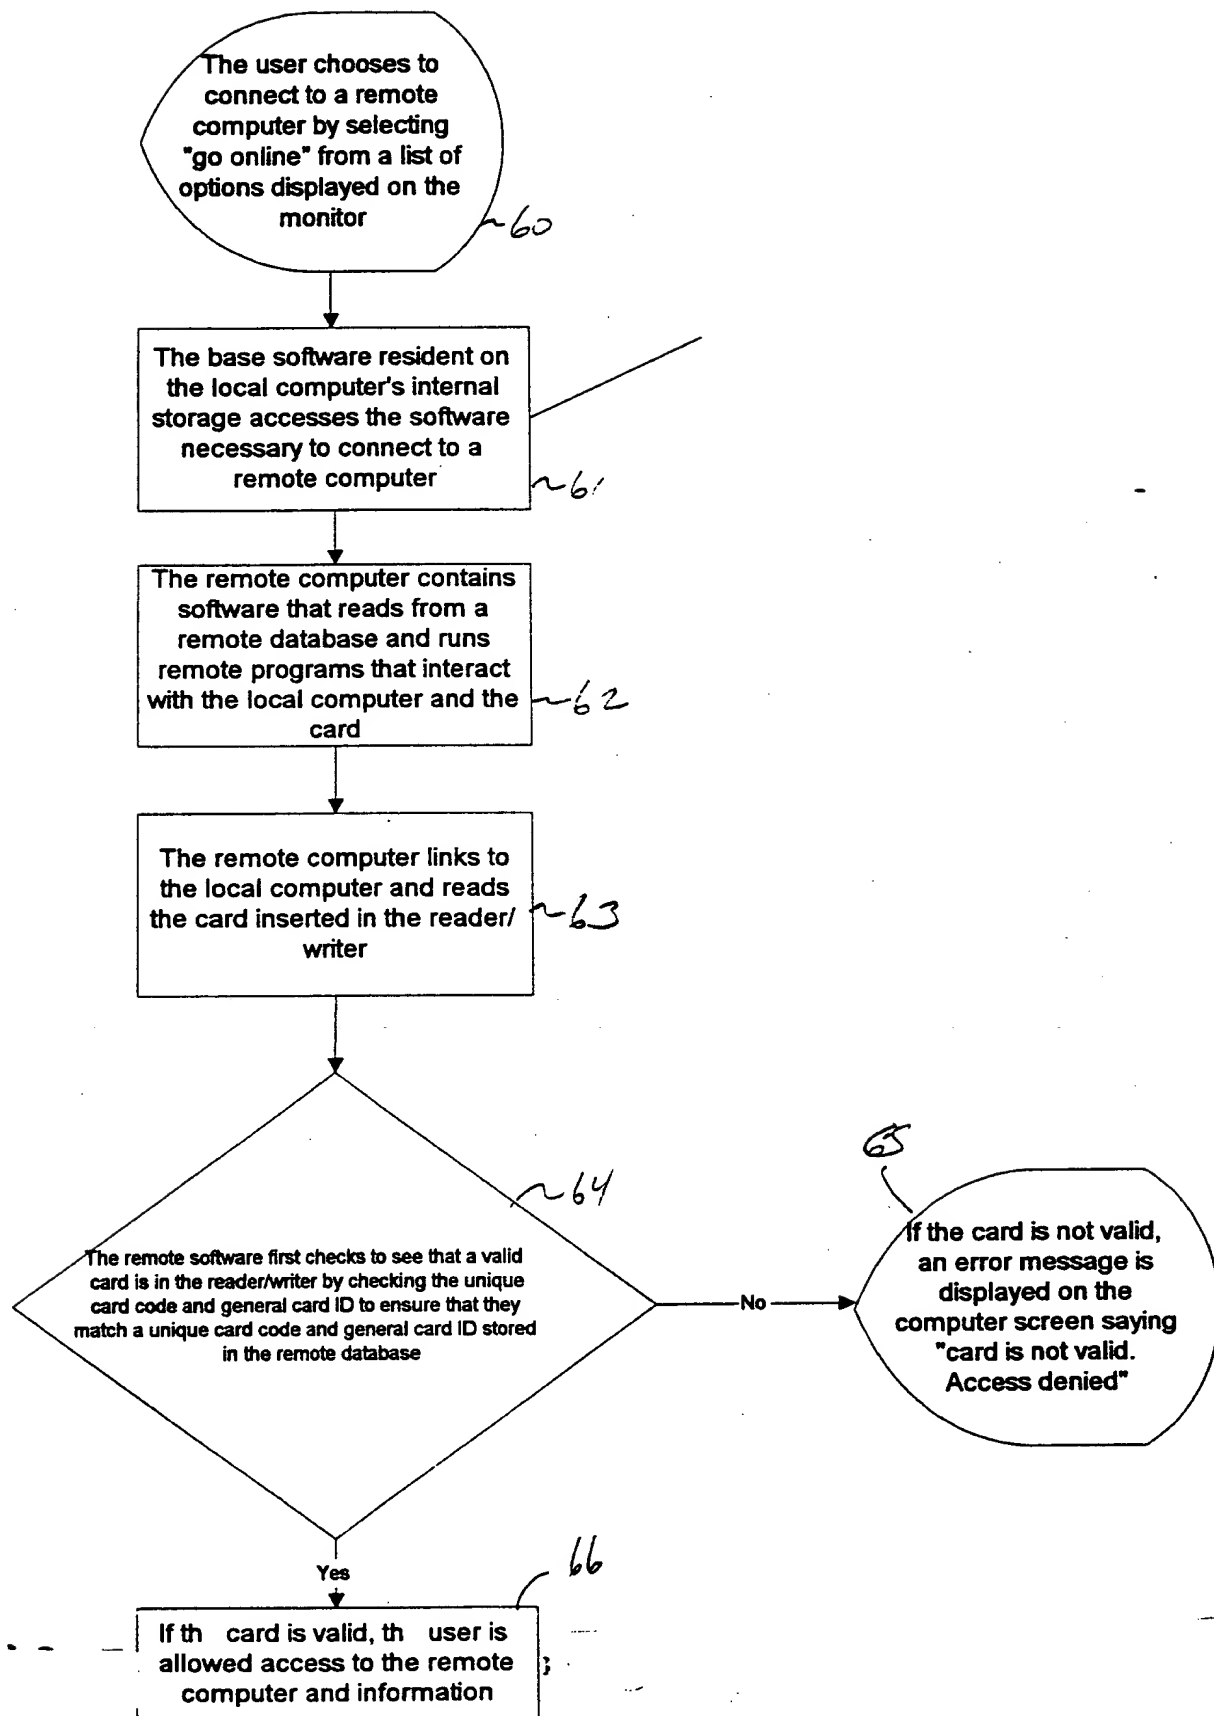 The user chooses to
connect to a remote
computer by selecting
"go online" from a list of
options displayed on the
monitor
60
The base software resident on
the local computer's internal
storage accesses the software
necessary to connect to a
remote computer
61
The remote computer contains
software that reads from a
remote database and runs
remote programs that interact
with the local computer and the
card
62
The remote computer links to
the local computer and reads
the card inserted in the reader/
writer
63
64
The remote software first checks to see that a valid
card is in the reader/writer by checking the unique
card code and general card ID to ensure that they
match a unique card code and general card ID stored
in the remote database
No
65
If the card is not valid,
an error message is
displayed on the
computer screen saying
"card is not valid.
Access denied"
Yes
66
If th card is valid, th user is
allowed access to the remote
computer and information